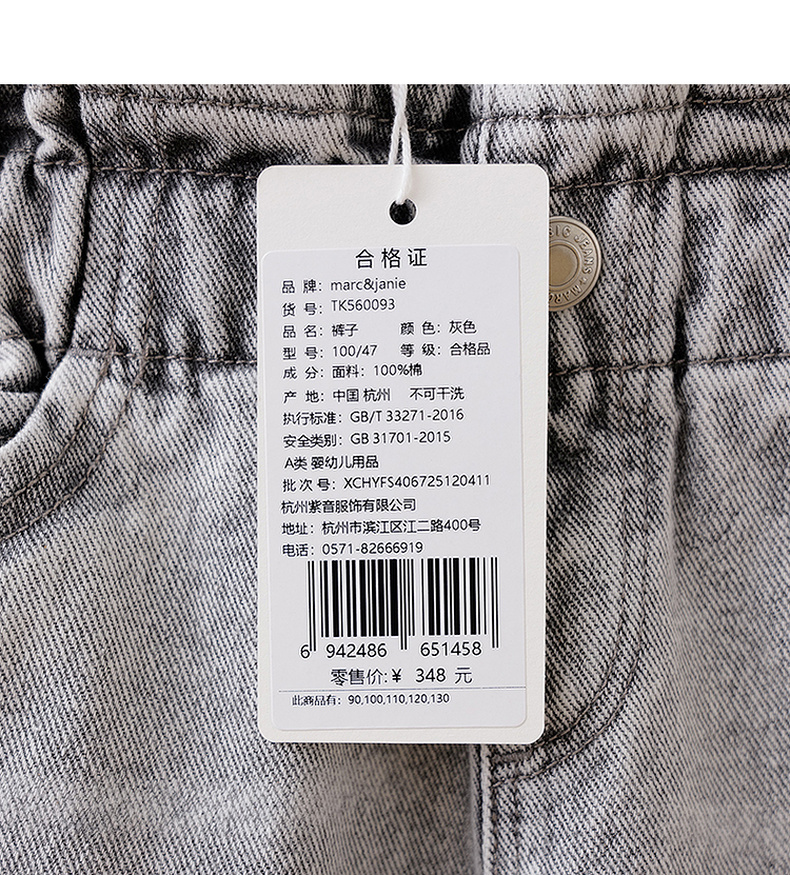 合格证
品 牌：marc&janie
货 号：TK560093
品 名：裤子 颜 色：灰色
型 号：100/47 等 级：合格品
成 分：面料：100%棉
产 地：中国 杭州 不可干洗
执行标准：GB/T 33271-2016
安全类别：GB 31701-2015
A类 婴幼儿用品
批 次 号：XCHYFS406725120411
杭州紫音服饰有限公司
地址：杭州市滨江区江二路400号
电话：0571-82666919
6 942486 651458
零售价:￥ 348 元
此商品有：90,100,110,120,130
JEANS